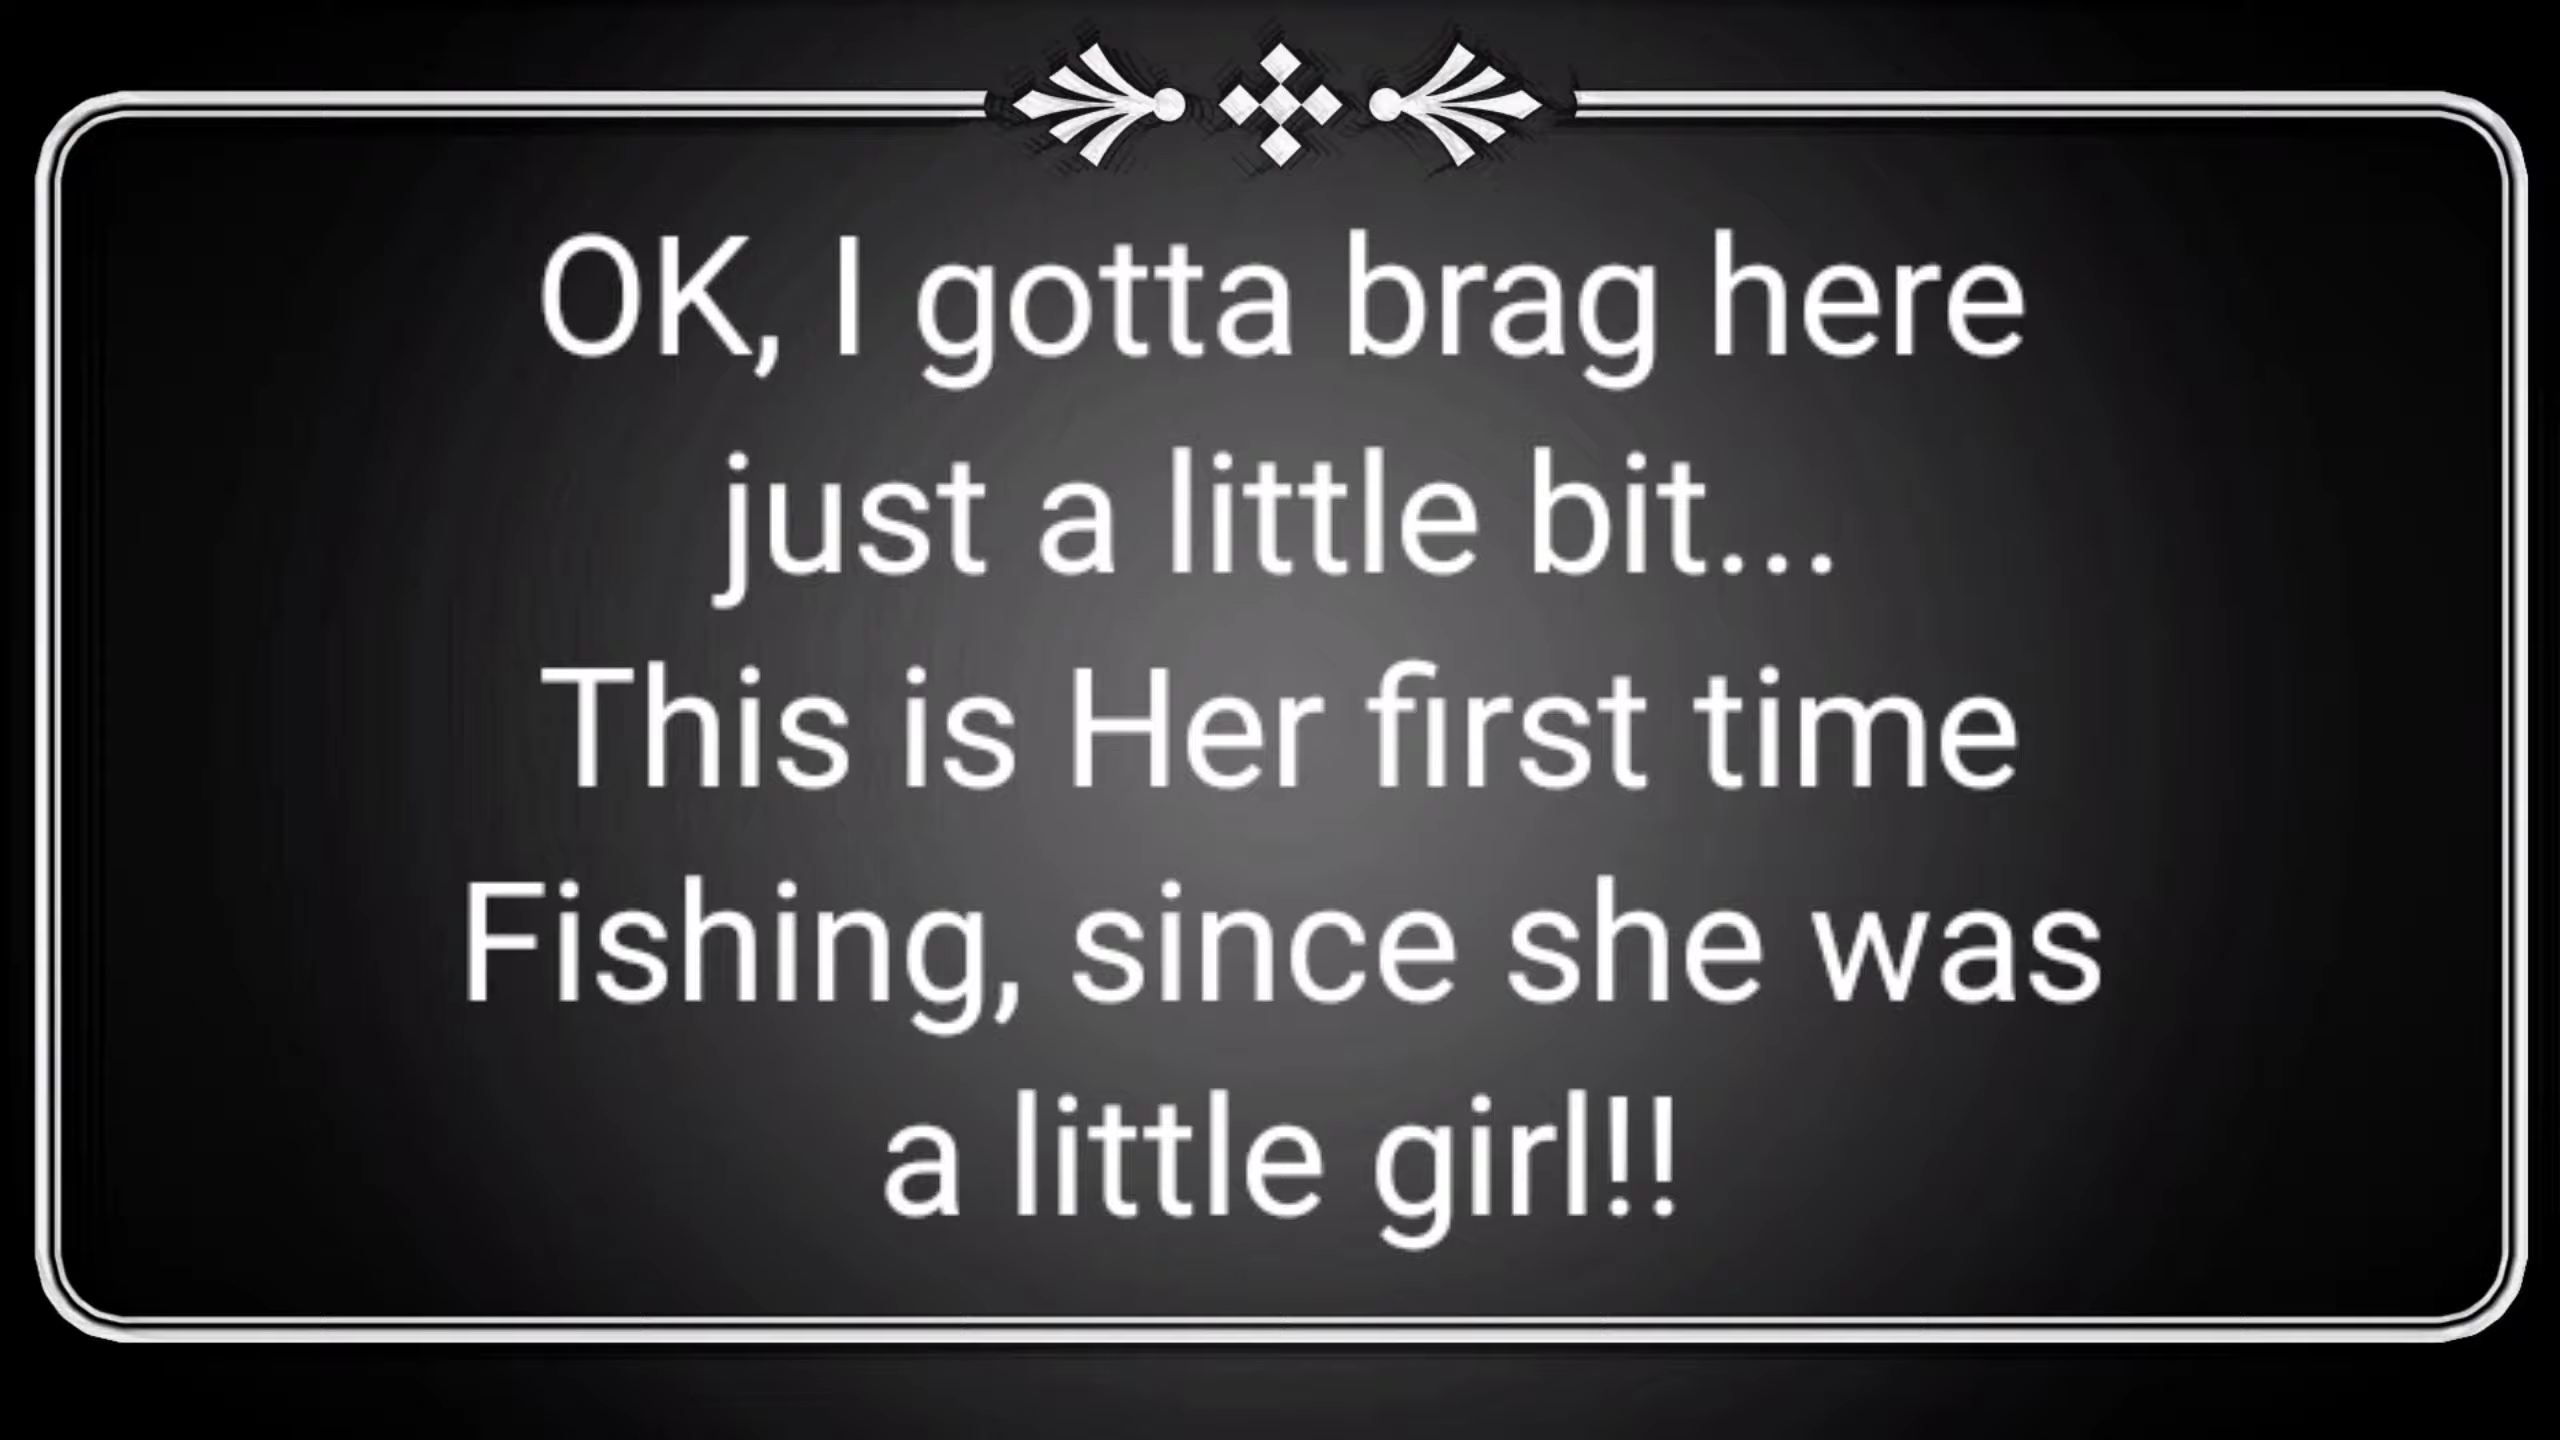 OK, I gotta brag here
just a little bit...
This is Her first time
Fishing, since she was
a little girl!!